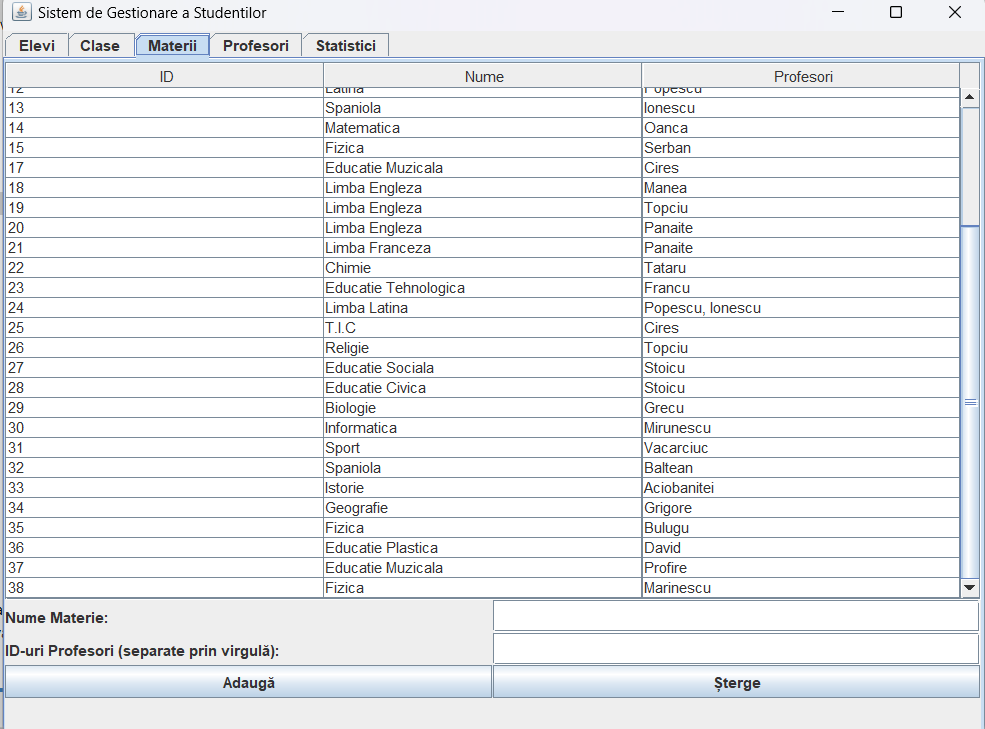 Sistem de Gestionare a Studentilor
Elevi Clase Materii Profesori Statistici
ID Nume Profesori
12 Latina Popescu
13 Spaniola Ionescu
14 Matematica Oanca
15 Fizica Serban
17 Educatie Muzicala Cires
18 Limba Engleza Manea
19 Limba Engleza Topciu
20 Limba Engleza Panaite
21 Limba Franceza Panaite
22 Chimie Tataru
23 Educatie Tehnologica Francu
24 Limba Latina Popescu, Ionescu
25 T.I.C Cires
26 Religie Topciu
27 Educatie Sociala Stoicu
28 Educatie Civica Stoicu
29 Biologie Grecu
30 Informatica Mirunescu
31 Sport Vacarciuc
32 Spaniola Baltean
33 Istorie Aciobanitei
34 Geografie Grigore
35 Fizica Bulugu
36 Educatie Plastica David
37 Educatie Muzicala Profire
38 Fizica Marinescu
Nume Materie:
ID-uri Profesori (separate prin virgulă):
Adaugă Șterge